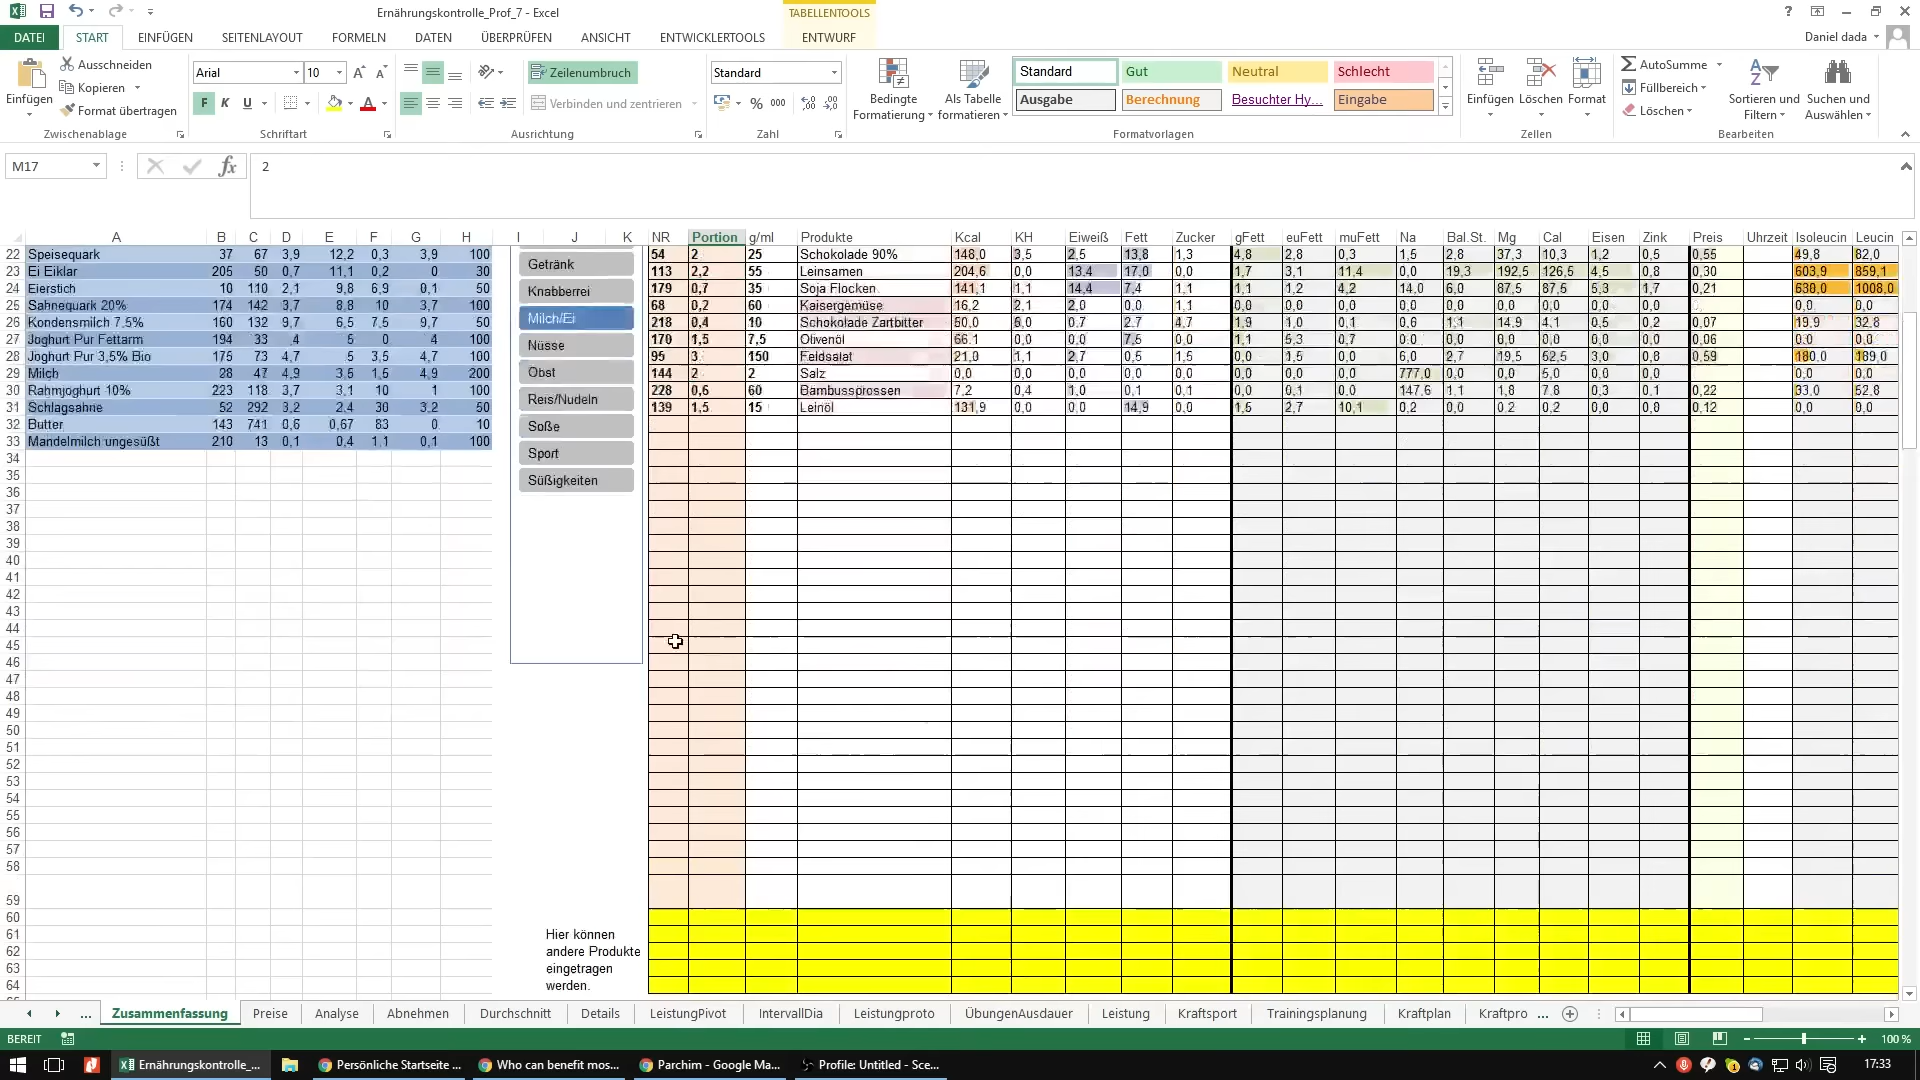 Ernährungskontrolle_Prof_7 - Excel
TABELLENTOOLS
DATEI START EINFÜGEN SEITENLAYOUT FORMELN DATEN ÜBERPRÜFEN ANSICHT ENTWICKLERTOOLS ENTWURF
Daniel dada
Einfügen
Ausschneiden
Kopieren
Format übertragen
Zwischenablage
Arial 10
F K U
Schriftart
Zeilenumbruch
Verbinden und zentrieren
Ausrichtung
Standard
% 000
Zahl
Bedingte Formatierung
Als Tabelle formatieren
Standard Gut Neutral Schlecht
Ausgabe Berechnung Besuchter Hy... Eingabe
Formatvorlagen
Einfügen Löschen Format
Zellen
AutoSumme
Füllbereich
Löschen
Sortieren und Filtern
Suchen und Auswählen
Bearbeiten
M17 fx 2
A B C D E F G H I J K NR Portion g/ml Produkte Kcal KH Eiweiß Fett Zucker gFett euFett muFett Na Bal.St. Mg Cal Eisen Zink Preis Uhrzeit Isoleucin Leucin
22 Speisequark 37 67 3,9 12,2 0,3 3,9 100
23 Ei Eiklar 205 50 0,7 11,1 0,2 0 30
24 Eierstich 10 110 2,1 9,8 6,9 0,1 50
25 Sahnequark 20% 174 142 3,7 8,8 10 3,7 100
26 Kondensmilch 7,5% 160 132 9,7 6,5 7,5 9,7 100
27 Joghurt Pur Fettarm 194 33 4 5 0 4 100
28 Joghurt Pur 3,5% Bio 175 73 4,7 5 3,5 4,7 100
29 Milch 28 47 4,9 3,5 1,5 4,9 200
30 Rahmjoghurt 10% 223 118 3,7 3,1 10 1 100
31 Schlagsahne 52 292 3,2 2,4 30 3,2 50
32 Butter 143 741 0,6 0,67 83 0 10
33 Mandelmilch ungesüßt 210 13 0,1 0,4 1,1 0,1 100
34
35
36
37
38
39
40
41
42
43
44
45
46
47
48
49
50
51
52
53
54
55
56
57
58
59
60
61
62
63
64
Getränk
Knabberrei
Milch/Ei
Nüsse
Obst
Reis/Nudeln
Soße
Sport
Süßigkeiten
54 2 25 Schokolade 90% 148,0 3,5 2,5 13,8 1,3 4,8 2,8 0,3 1,5 2,8 37,3 10,3 1,2 0,5 0,55 49,8 82,0
113 2,2 55 Leinsamen 204,6 0,0 13,4 17,0 0,0 1,7 3,1 11,4 0,0 19,3 192,5 126,5 4,5 0,8 0,30 603,9 859,1
179 0,7 35 Soja Flocken 141,1 1,1 14,4 7,4 1,1 1,1 1,2 4,2 14,0 6,0 87,5 87,5 5,3 1,7 0,21 638,0 1008,0
68 0,2 60 Kaisergemüse 16,2 2,1 2,0 0,0 1,1 0,0 0,0 0,0 0,0 0,0 0,0 0,0 0,0 0,0 0,0 0,0
218 0,4 10 Schokolade Zartbitter 50,0 6,0 0,7 2,7 4,7 1,9 1,0 0,1 0,6 1,1 14,9 4,1 0,5 0,2 0,07 19,9 32,8
170 1,5 7,5 Olivenöl 66,1 0,0 0,0 7,5 0,0 1,1 5,3 0,7 0,0 0,0 0,0 0,0 0,0 0,0 0,06 0,0 0,0
95 3 150 Feldsalat 21,0 1,1 2,7 0,5 1,5 0,0 1,5 0,0 6,0 2,7 19,5 52,5 3,0 0,8 0,59 180,0 189,0
144 2 2 Salz 0,0 0,0 0,0 0,0 0,0 0,0 0,0 0,0 777,0 0,0 0,0 5,0 0,0 0,0 0,0 0,0
228 0,6 60 Bambussprossen 7,2 0,4 1,0 0,1 0,1 0,0 0,1 0,0 147,6 1,1 1,8 7,8 0,3 0,1 0,22 33,0 52,8
139 1,5 15 Leinöl 131,9 0,0 0,0 14,9 0,0 1,5 2,7 10,1 0,2 0,0 0,2 0,2 0,0 0,8 0,12 0,0 0,0
Hier können
andere Produkte
eingetragen
werden.
... Zusammenfassung Preise Analyse Abnehmen Durchschnitt Details LeistungPivot IntervallDia Leistungproto ÜbungenAusdauer Leistung Kraftsport Trainingsplanung Kraftplan Kraftpro ...
BEREIT 100 %
Ernährungskontrolle_... Persönliche Startseite ... Who can benefit mos... Parchim - Google Ma... Profile: Untitled - Sce... 17:33